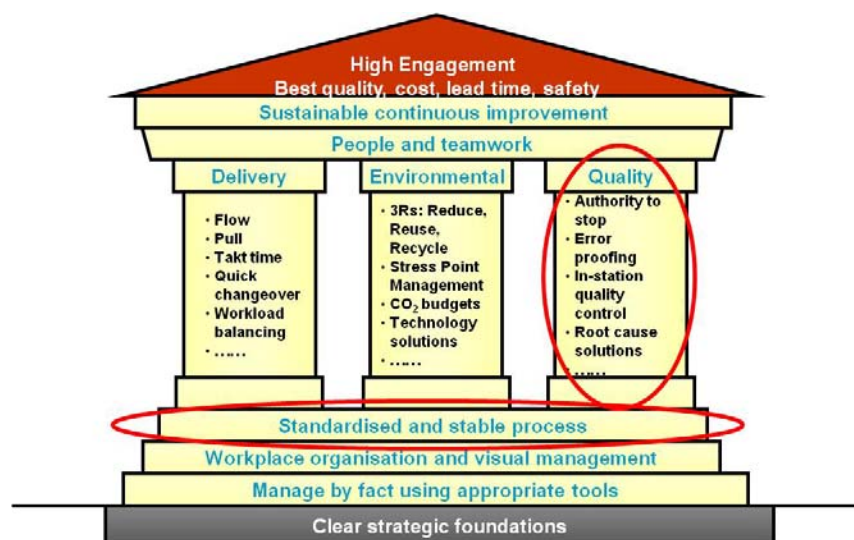 High Engagement
Best quality, cost, lead time, safety
Sustainable continuous improvement
People and teamwork
Delivery
· Flow
· Pull
· Takt time
· Quick
changeover
· Workload
balancing
· ......
Environmental
· 3Rs: Reduce,
Reuse,
Recycle
· Stress Point
Management
· CO₂ budgets
· Technology
solutions
· ......
Quality
· Authority to
stop
· Error
proofing
· In-station
quality
control
· Root cause
solutions
· ......
Standardised and stable process
Workplace organisation and visual management
Manage by fact using appropriate tools
Clear strategic foundations